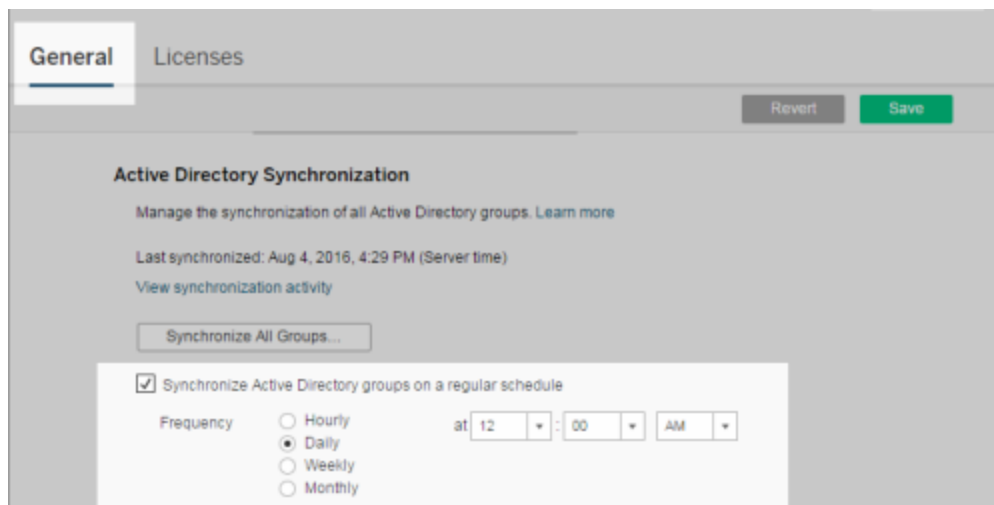 General Licenses
Revert Save
Active Directory Synchronization
Manage the synchronization of all Active Directory groups. Learn more
Last synchronized: Aug 4, 2016, 4:29 PM (Server time)
View synchronization activity
Synchronize All Groups...
Synchronize Active Directory groups on a regular schedule
Frequency Hourly at 12 : 00 AM
Daily
Weekly
Monthly